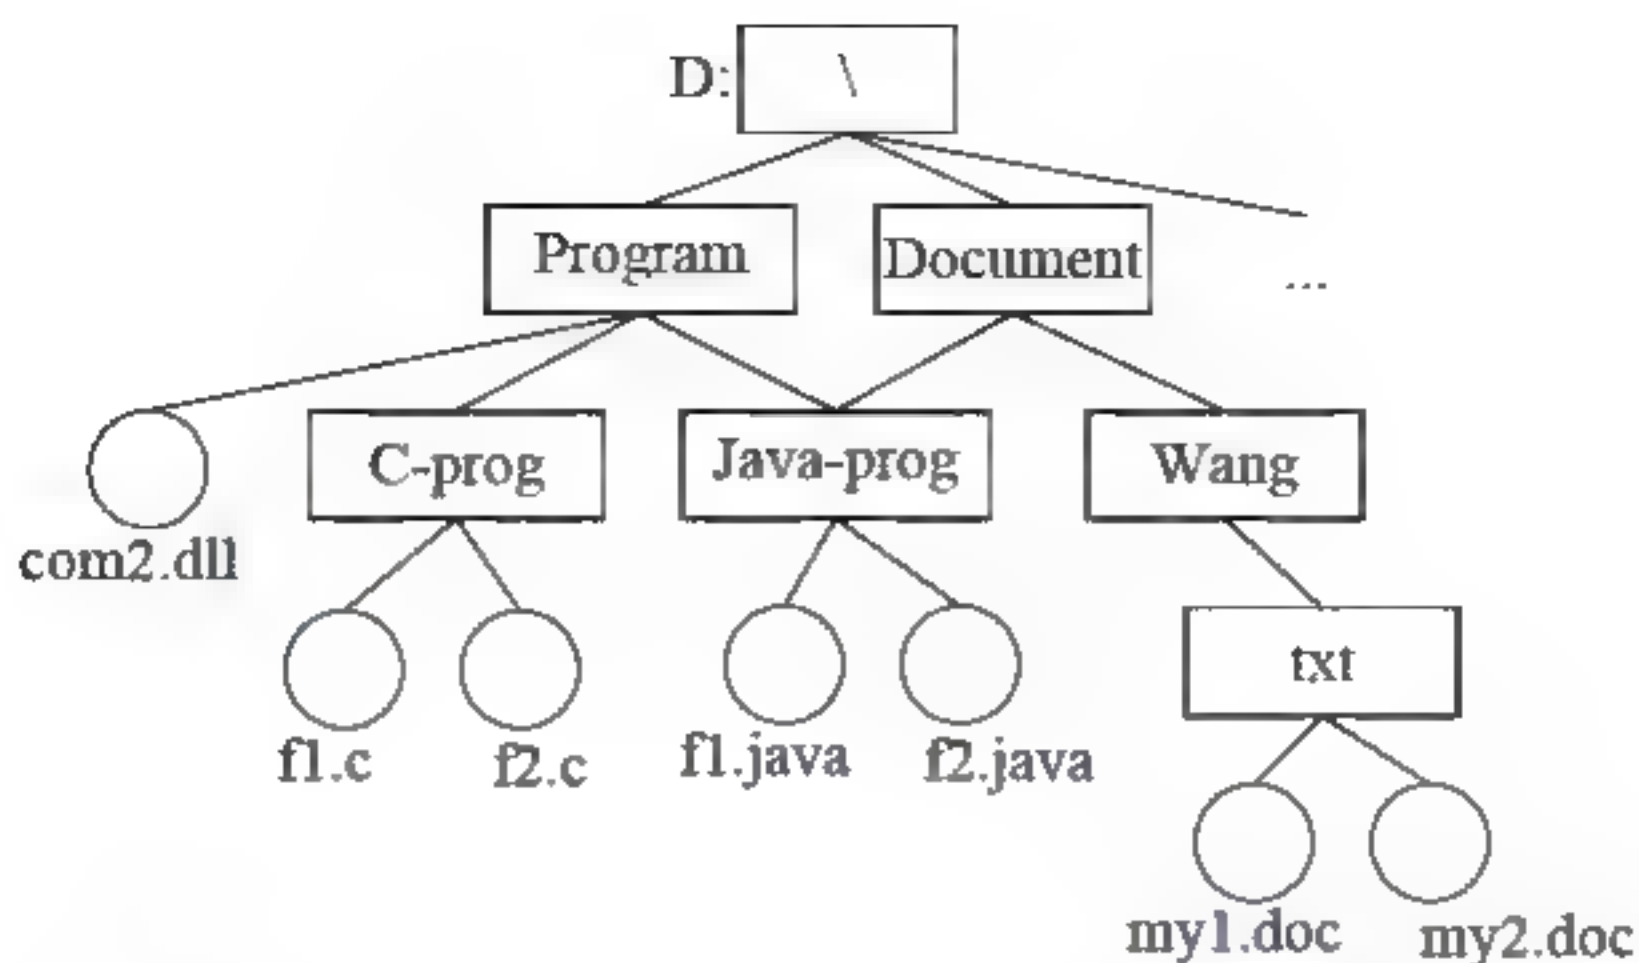 D: \
Program Document ...
C-prog Java-prog Wang
com2.dll
txt
f1.c f2.c f1.java f2.java
my1.doc my2.doc